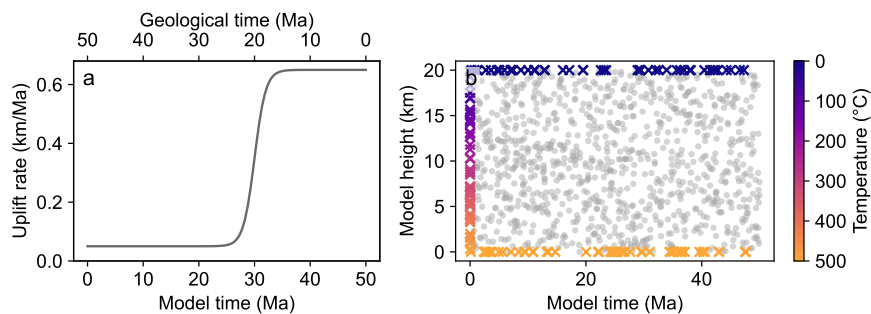 Geological time (Ma)
50 40 30 20 10 0
a
0.6
0.4
0.2
0.0
Uplift rate (km/Ma)
0 10 20 30 40 50
Model time (Ma)
b
20
15
10
5
0
Model height (km)
0 20 40
Model time (Ma)
0
100
200
300
400
500
Temperature (°C)